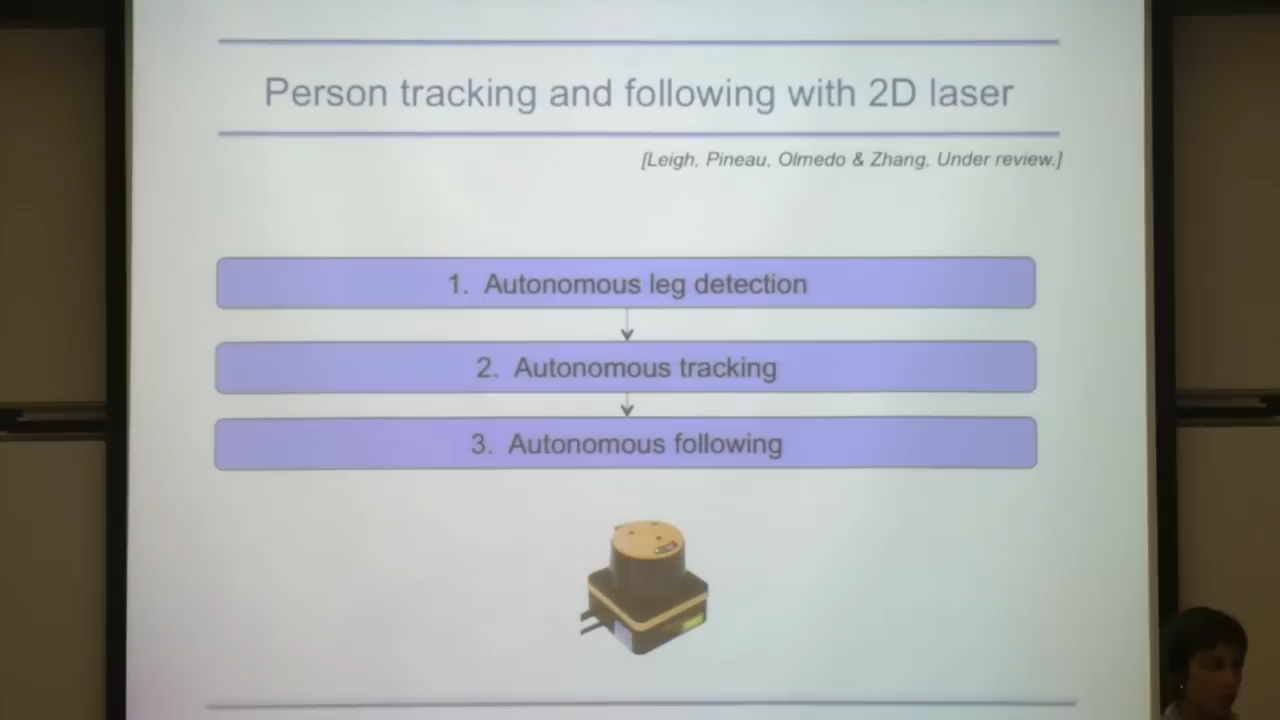 Person tracking and following with 2D laser
[Leigh, Pineau, Olmedo & Zhang, Under review.]
1. Autonomous leg detection
2. Autonomous tracking
3. Autonomous following